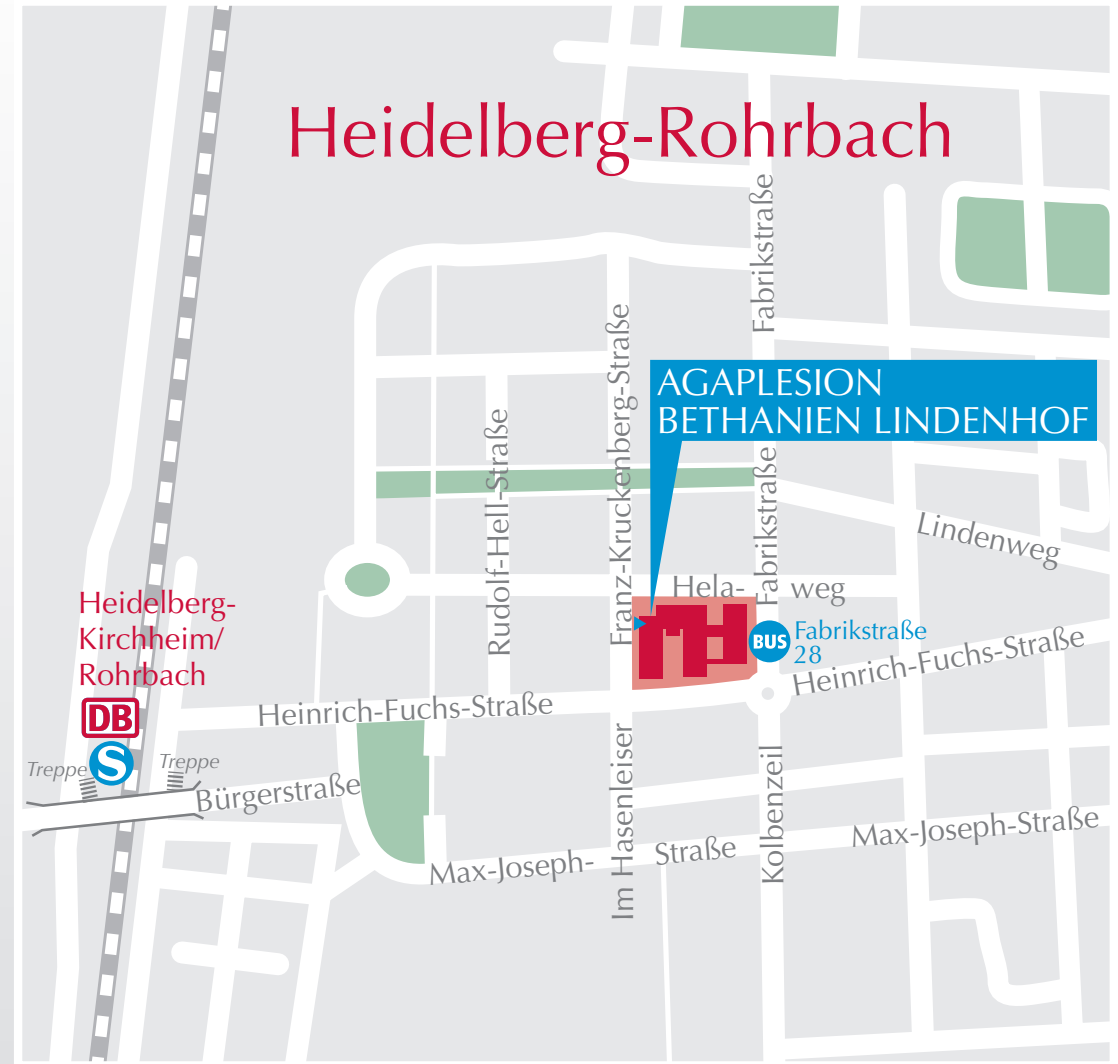 Heidelberg-Rohrbach
Fabrikstraße
Franz-Kruckenberg-Straße
AGAPLESION
BETHANIEN LINDENHOF
Rudolf-Hell-Straße
Fabrikstraße
Lindenweg
Hela- weg
Heidelberg-
Kirchheim/
Rohrbach
DB
S
BUS
Fabrikstraße
28
Heinrich-Fuchs-Straße
Heinrich-Fuchs-Straße
Treppe
Treppe
Bürgerstraße
Im Hasenleiser
Kolbenzeil
Max-Joseph- Straße
Max-Joseph-Straße